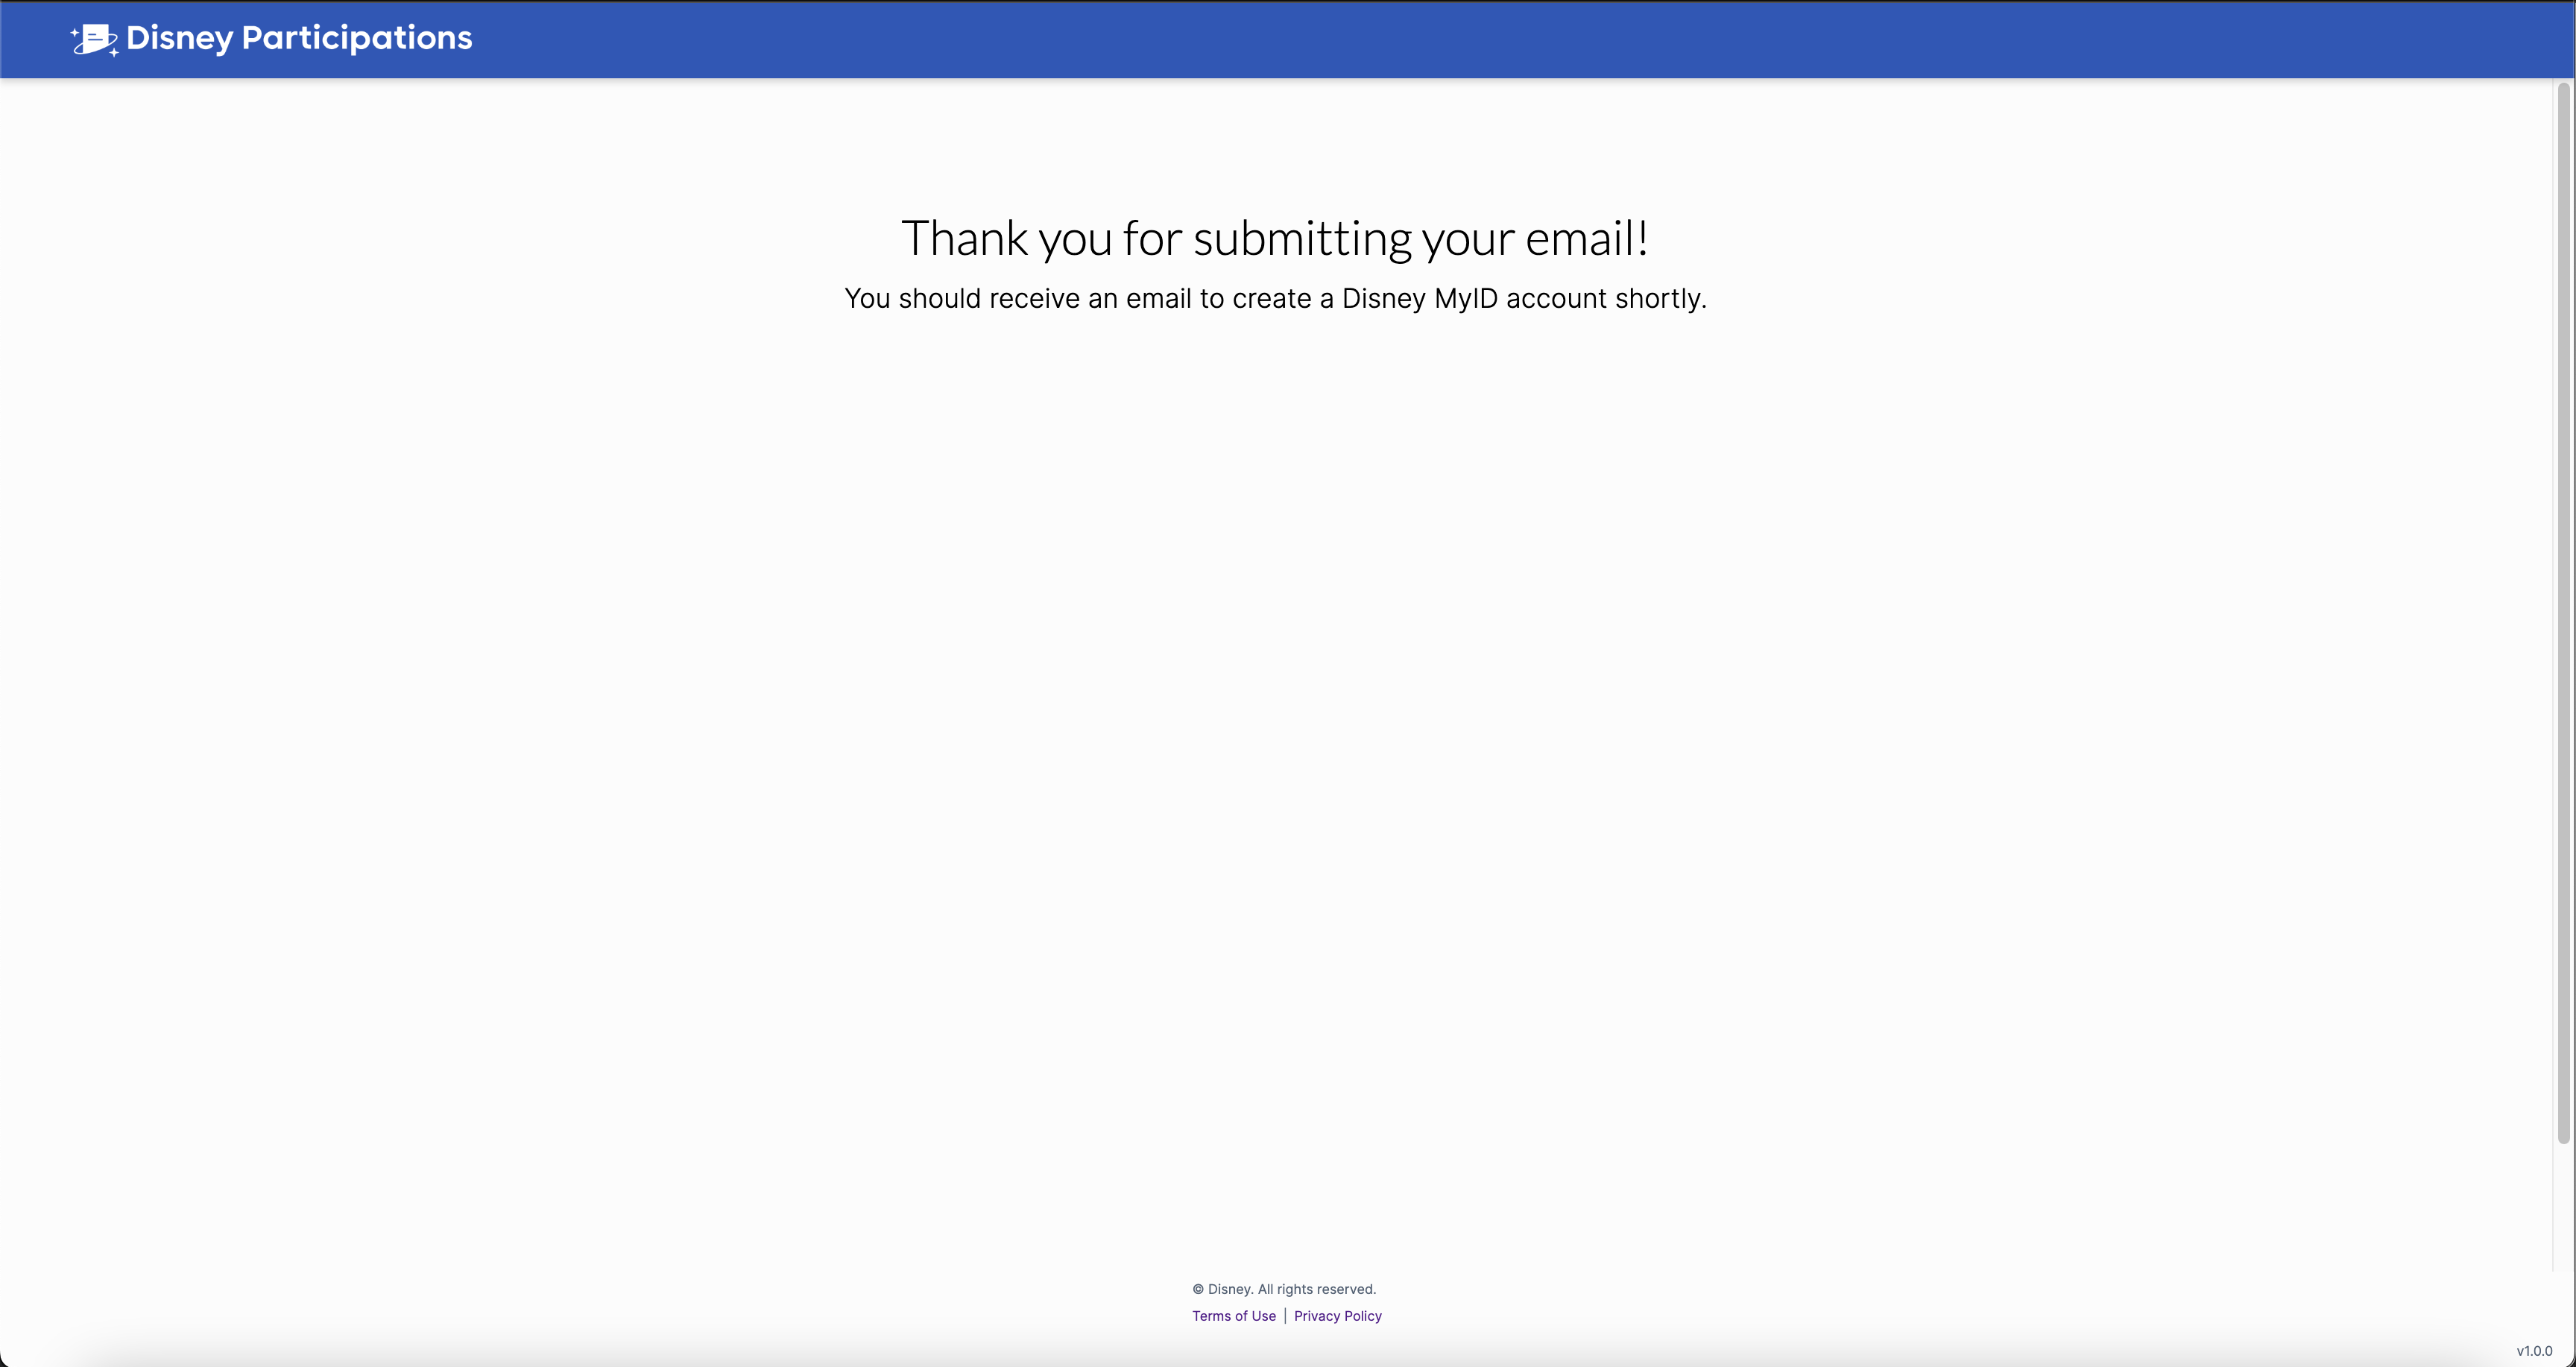 Disney Participations
Thank you for submitting your email!
You should receive an email to create a Disney MyID account shortly.
© Disney. All rights reserved.
Terms of Use | Privacy Policy
v1.0.0